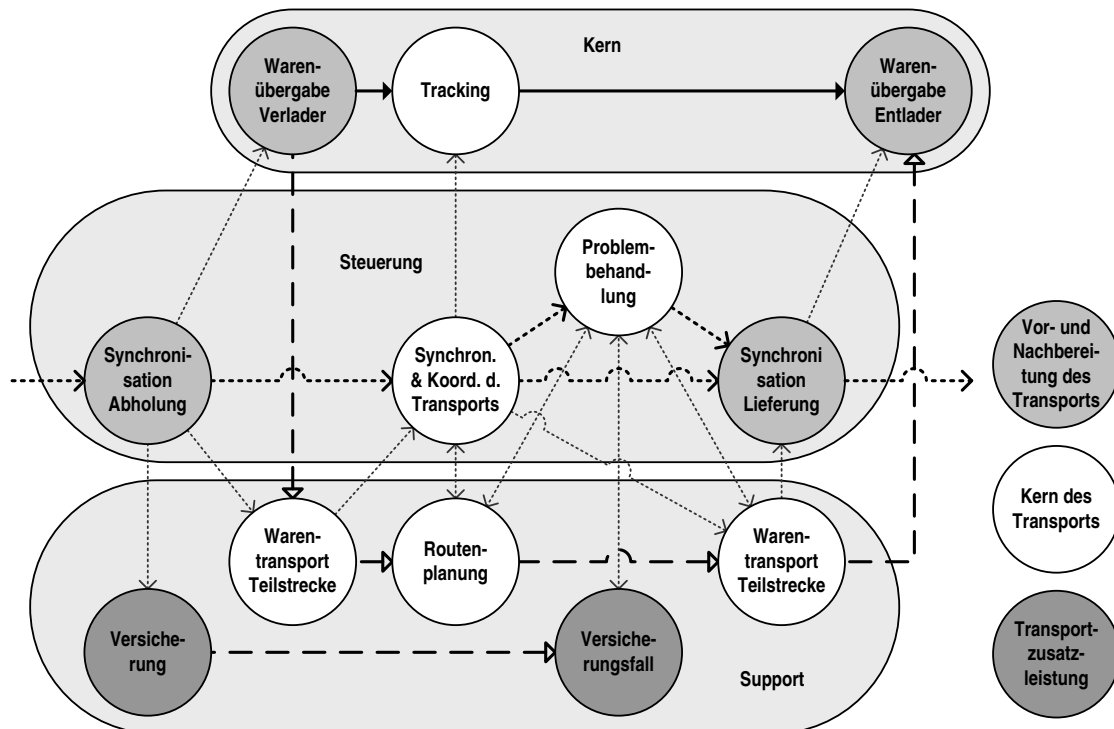 Kern
Waren-
übergabe
Verlader
Tracking
Waren-
übergabe
Entlader
Steuerung
Problem-
behand-
lung
Synchroni-
sation
Abholung
Synchron.
& Koord. d.
Transports
Synchroni
sation
Lieferung
Waren-
transport
Teilstrecke
Routen-
planung
Waren-
transport
Teilstrecke
Versiche-
rung
Versiche-
rungsfall
Support
Vor- und
Nachberei-
tung des
Transports
Kern des
Transports
Transport-
zusatz-
leistung